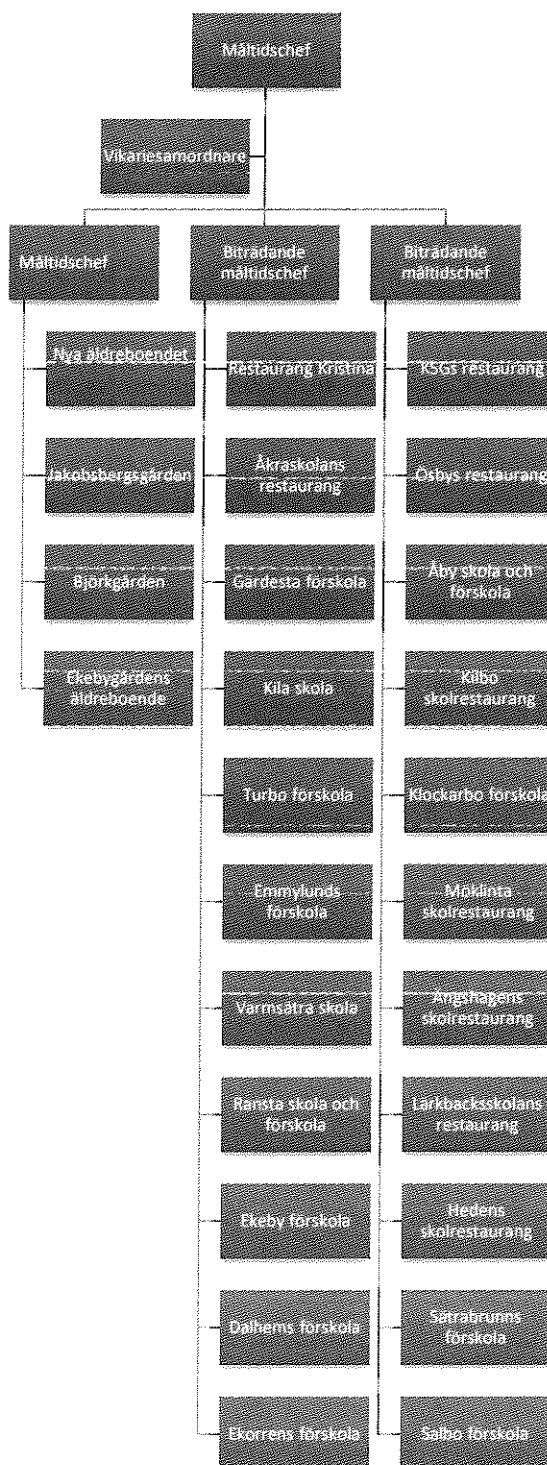 Måltidschef
Vikariesamordnare
Måltidschef
Biträdande
måltidschef
Biträdande
måltidschef
Nya äldreboendet
Restaurang Kristina
KSGs restaurang
Jakobsbergsgården
Åkraskolans
restaurang
Ösbys restaurang
Björkgården
Gärdesta förskola
Åby skola och
förskola
Ekebygårdens
äldreboende
Kila skola
Kilbo
skolrestaurang
Turbo förskola
Klockarbo förskola
Emmylunds
förskola
Möklinta
skolrestaurang
Varmsätra skola
Ängshagens
skolrestaurang
Ransta skola och
förskola
Lärkbacksskolans
restaurang
Ekeby förskola
Hedens
skolrestaurang
Dalhems förskola
Sätrabrunns
förskola
Ekorrens förskola
Salbo förskola